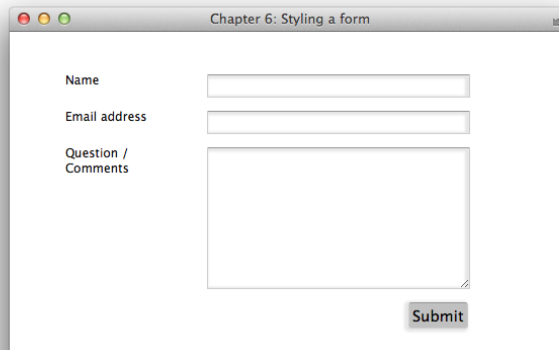 Chapter 6: Styling a form
Name
Email address
Question /
Comments
Submit